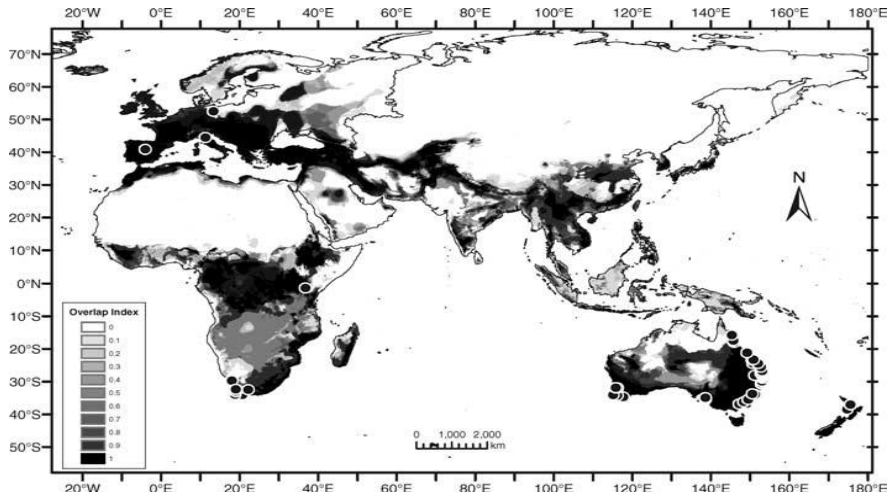 20°W 0°E 20°E 40°E 60°E 80°E 100°E 120°E 140°E 160°E 180°E
70°N
60°N
50°N
40°N
30°N
20°N
10°N
0°N
10°S
20°S
30°S
40°S
50°S
N
Overlap Index
0
0.1
0.2
0.3
0.4
0.5
0.6
0.7
0.8
0.9
1
0 1,000 2,000
km
20°W 0°E 20°E 40°E 60°E 80°E 100°E 120°E 140°E 160°E 180°E